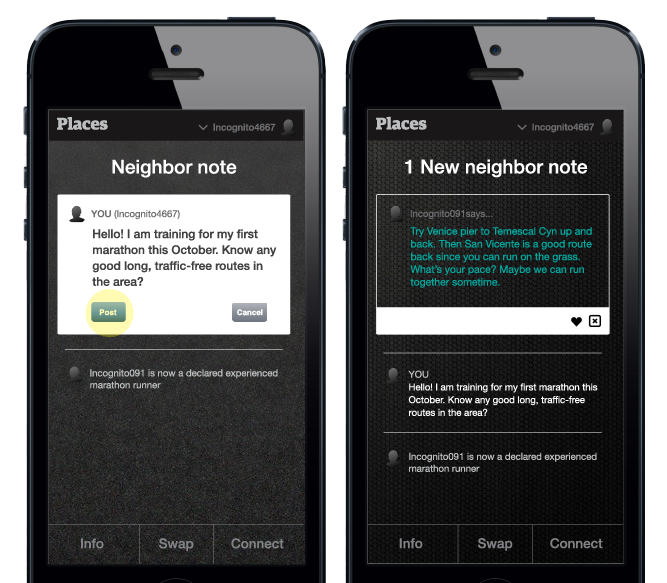 Places
Incognito4667
Neighbor note
YOU (Incognito4667)
Hello! I am training for my first
marathon this October. Know any
good long, traffic-free routes in
the area?
Post
Cancel
Incognito091 is now a declared experienced
marathon runner
Info
Swap
Connect
Places
Incognito4667
1 New neighbor note
Incognito091says...
Try Venice pier to Temescal Cyn up and
back. Then San Vicente is a good route
back since you can run on the grass.
What's your pace? Maybe we can run
together sometime.
YOU
Hello! I am training for my first marathon this
October. Know any good long, traffic-free
routes in the area?
Incognito091 is now a declared experienced
marathon runner
Info
Swap
Connect